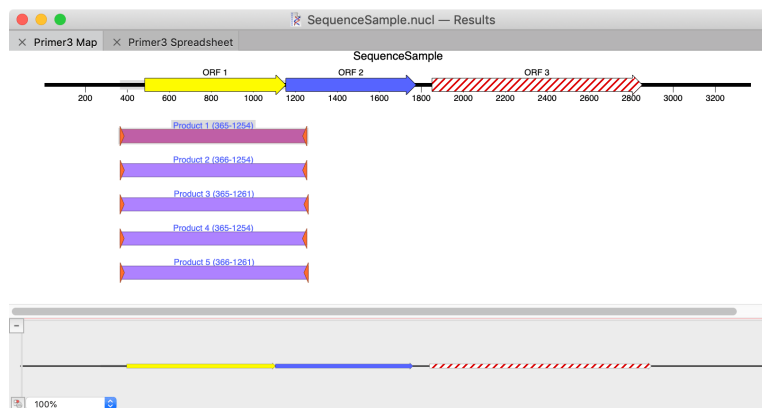 SequenceSample.nucl — Results
× Primer3 Map × Primer3 Spreadsheet
SequenceSample
ORF 1 ORF 2 ORF 3
200 400 600 800 1000 1200 1400 1600 1800 2000 2200 2400 2600 2800 3000 3200
Product 1 (365-1254)
Product 2 (366-1254)
Product 3 (365-1261)
Product 4 (365-1254)
Product 5 (366-1261)
100%